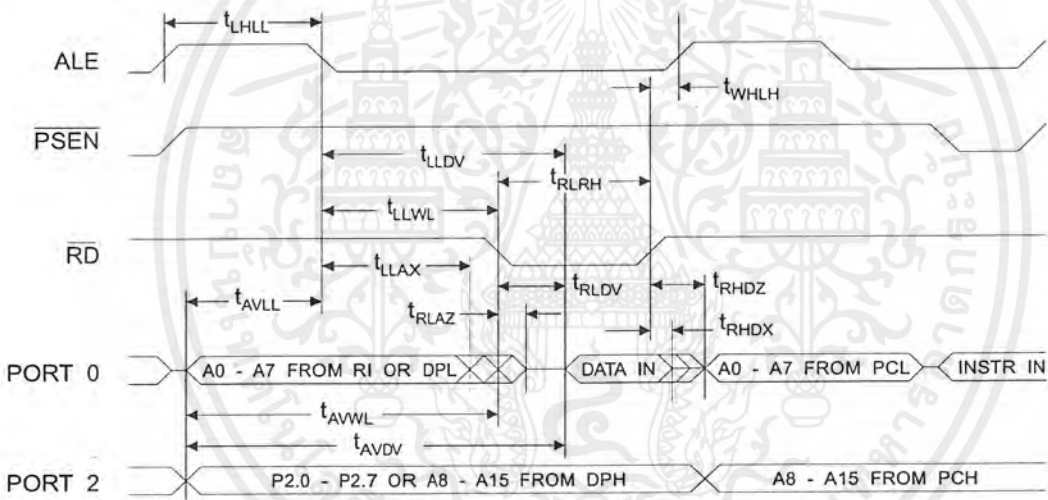 tLHLL
ALE
tWHLH
PSEN
tLLDV
tRLRH
tLLWL
RD
tLLAX
tRLDV
tRHDZ
tAVLL
tRLAZ
tRHDX
PORT 0
A0 - A7 FROM RI OR DPL
DATA IN
A0 - A7 FROM PCL
INSTR IN
tAVWL
tAVDV
PORT 2
P2.0 - P2.7 OR A8 - A15 FROM DPH
A8 - A15 FROM PCH